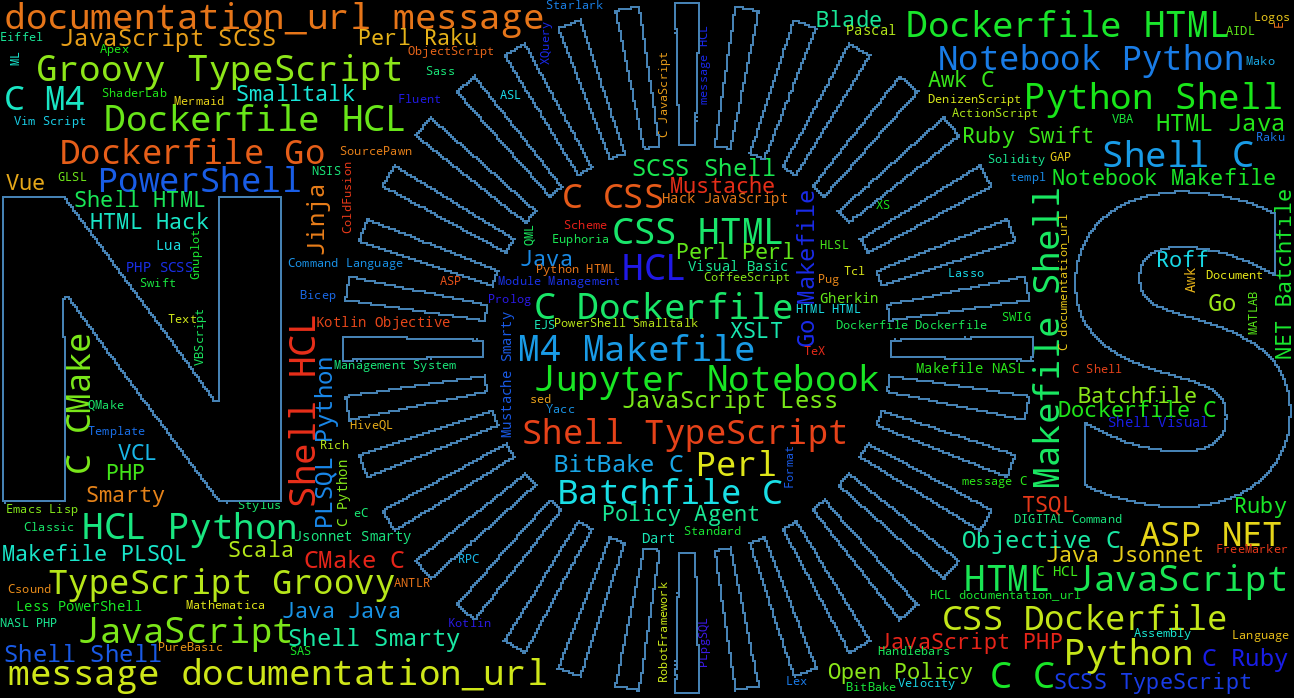 documentation_url message
Starlark
Blade
Pascal
Dockerfile HTML
AIDL
Logos
Eiffel
JavaScript SCSS
Perl Raku
Apex
ObjectScript
XQuery
ML
Groovy TypeScript
Sass
C JavaScript
message HCL
Notebook Python
Mako
C M4
ShaderLab
Mermaid
Smalltalk
Fluent
ASL
Awk C
DenizenScript
Python Shell
ActionScript
Vim Script
Dockerfile HCL
VBA
HTML Java
Raku
Ruby Swift
Dockerfile Go
SourcePawn
Solidity
GAP
Shell C
Vue
GLSL
PowerShell
NSIS
ColdFusion
SCSS Shell
templ
Notebook Makefile
Shell HTML
Jinja
C CSS
Mustache
Hack JavaScript
XS
HTML Hack
Scheme
QML
Euphoria
CSS HTML
Go Makefile
HLSL
Makefile Shell
C documentation_url
NET Batchfile
Lua
Gnuplot
Perl Perl
Roff
PHP SCSS
Command Language
Java
Python HTML
HCL
Visual Basic
CoffeeScript
Pug
Tcl
Lasso
Awk
Document
Swift
ASP
Module Management
Bicep
Prolog
C Dockerfile
HTML HTML
Gherkin
SWIG
Go
MATLAB
Text
VBScript
Shell HCL
Kotlin Objective
EJS
PowerShell Smalltalk
XSLT
Dockerfile Dockerfile
Mustache Smarty
M4 Makefile
TeX
C CMake
Management System
PLSQL Python
Jupyter Notebook
Makefile NASL
C Shell
QMake
sed
Yacc
JavaScript Less
Batchfile
Dockerfile C
Template
HiveQL
Shell TypeScript
Shell Visual
VCL
Rich
PHP
C Python
BitBake C
Perl
Format
Smarty
Batchfile C
message C
TSQL
Ruby
Emacs Lisp
Stylus
eC
Policy Agent
DIGITAL Command
Classic
HCL Python
Jsonnet Smarty
Dart
Standard
Objective C
ASP NET
Makefile PLSQL
Scala
CMake C
RPC
Java Jsonnet
FreeMarker
C HCL
Csound
TypeScript Groovy
ANTLR
RobotFramework
HTML JavaScript
HCL documentation_url
Less PowerShell
Mathematica
Java Java
NASL PHP
JavaScript
Kotlin
PLpgSQL
CSS Dockerfile
Shell Smarty
JavaScript PHP
Assembly
Language
Shell Shell
PureBasic
SAS
Handlebars
Python
C Ruby
message documentation_url
Lex
Open Policy
BitBake
Velocity
C C
SCSS TypeScript